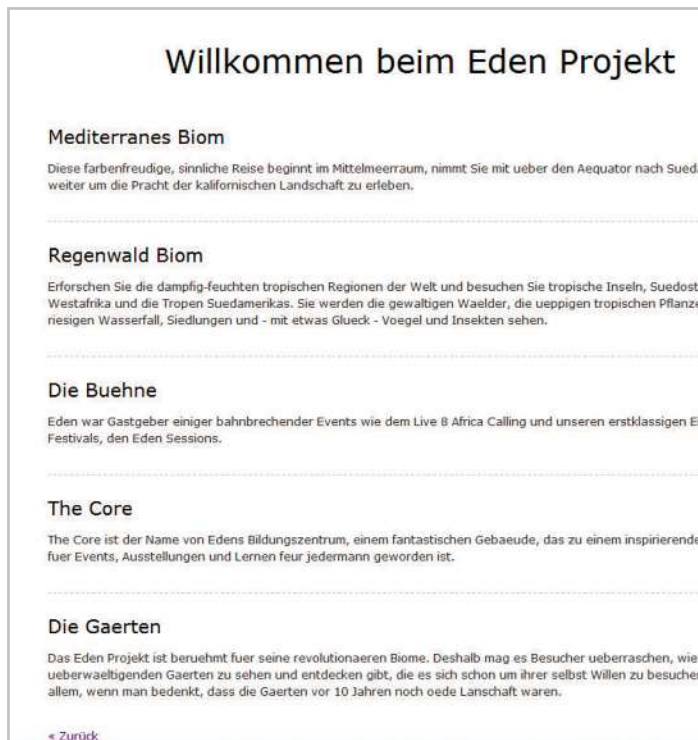 Willkommen beim Eden Projekt
Mediterranes Biom
Diese farbenfreudige, sinnliche Reise beginnt im Mittelmeerraum, nimmt Sie mit ueber den Aequator nach Sued
weiter um die Pracht der kalifornischen Landschaft zu erleben.
Regenwald Biom
Erforschen Sie die dampfig-feuchten tropischen Regionen der Welt und besuchen Sie tropische Inseln, Suedost
Westafrika und die Tropen Suedamerikas. Sie werden die gewaltigen Waelder, die ueppigen tropischen Pflanze
riesigen Wasserfall, Siedlungen und - mit etwas Glueck - Voegel und Insekten sehen.
Die Buehne
Eden war Gastgeber einiger bahnbrechender Events wie dem Live 8 Africa Calling und unseren erstklassigen E
Festivals, den Eden Sessions.
The Core
The Core ist der Name von Edens Bildungszentrum, einem fantastischen Gebaeude, das zu einem inspirierende
fuer Events, Ausstellungen und Lernen feur jedermann geworden ist.
Die Gaerten
Das Eden Projekt ist beruehmt fuer seine revolutionaeren Biome. Deshalb mag es Besucher ueberraschen, wie
ueberwaeltigenden Gaerten zu sehen und entdecken gibt, die es sich schon um ihrer selbst Willen zu besuche
allem, wenn man bedenkt, dass die Gaerten vor 10 Jahren noch oede Lanschaft waren.
« Zurück